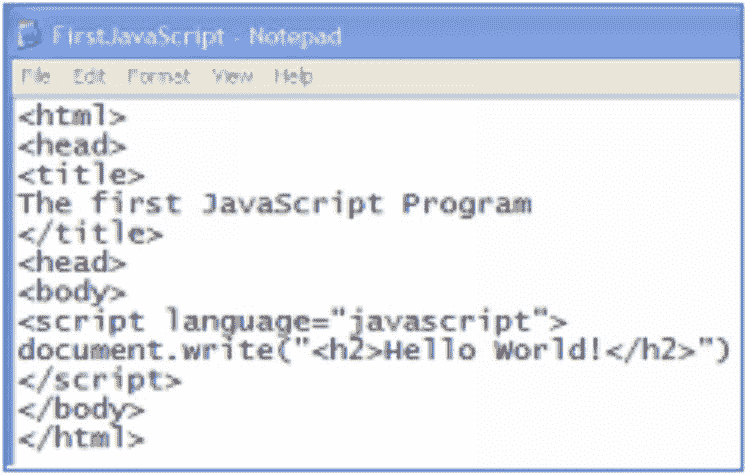 FirstJavaScript - Notepad
File Edit Format View Help
<html>
<head>
<title>
The first JavaScript Program
</title>
<head>
<body>
<script language="javascript">
document.write("<h2>Hello World!</h2>")
</script>
</body>
</html>